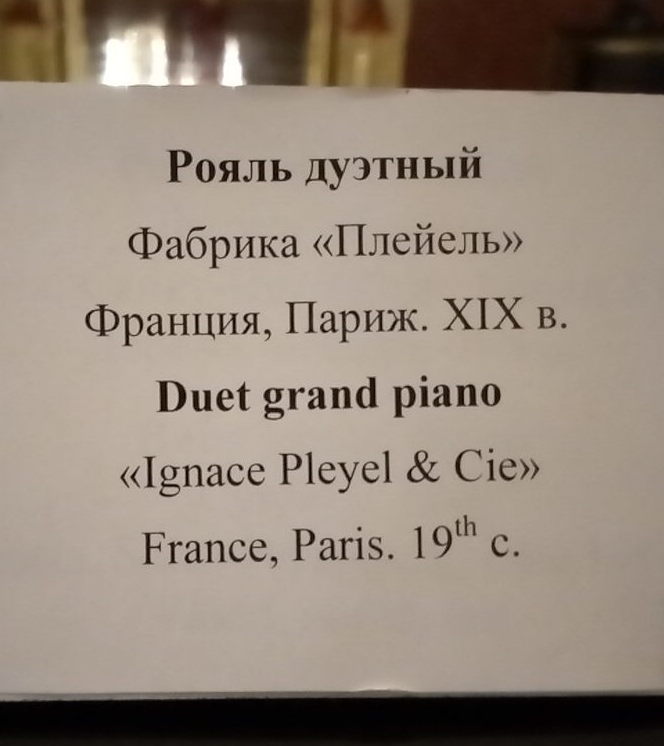 Рояль дуэтный
Фабрика «Плейель»
Франция, Париж. XIX в.
Duet grand piano
«Ignace Pleyel & Cie»
France, Paris. 19th c.